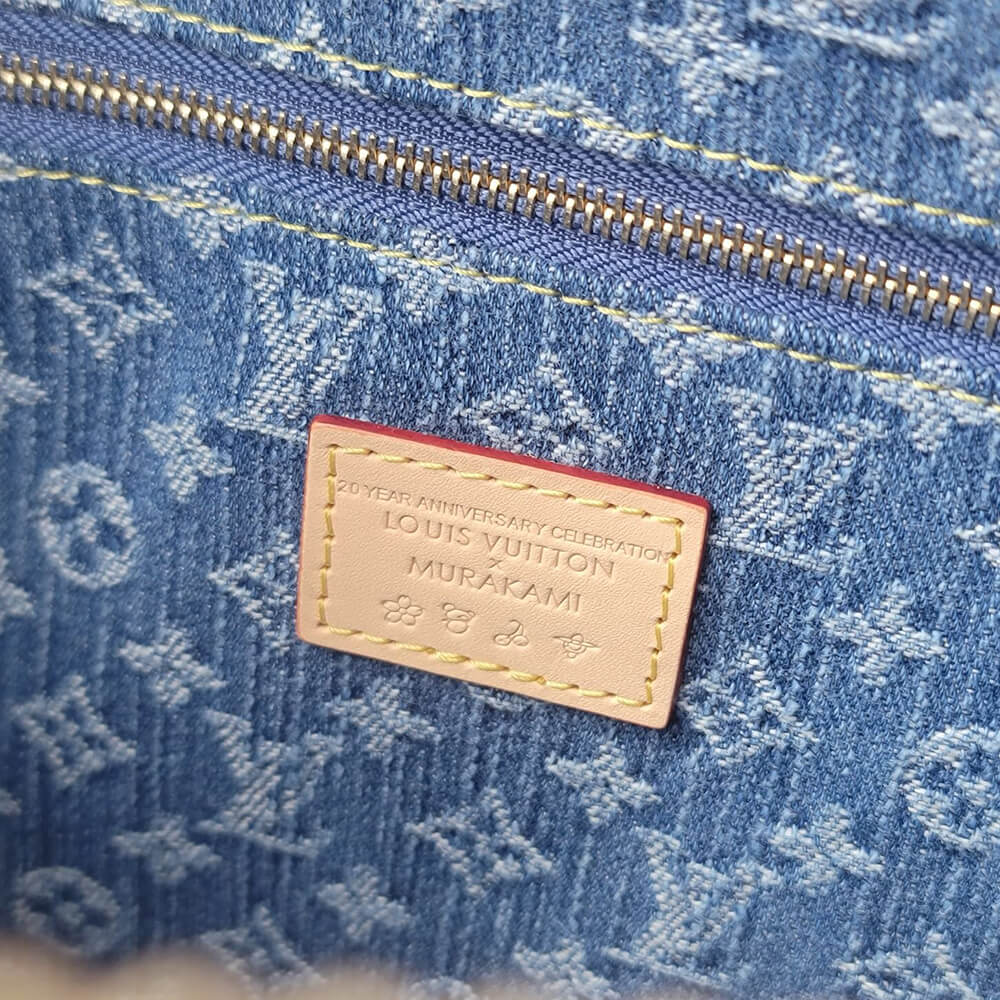 20 YEAR ANNIVERSARY CELEBRATION
LOUIS VUITTON
×
MURAKAMI